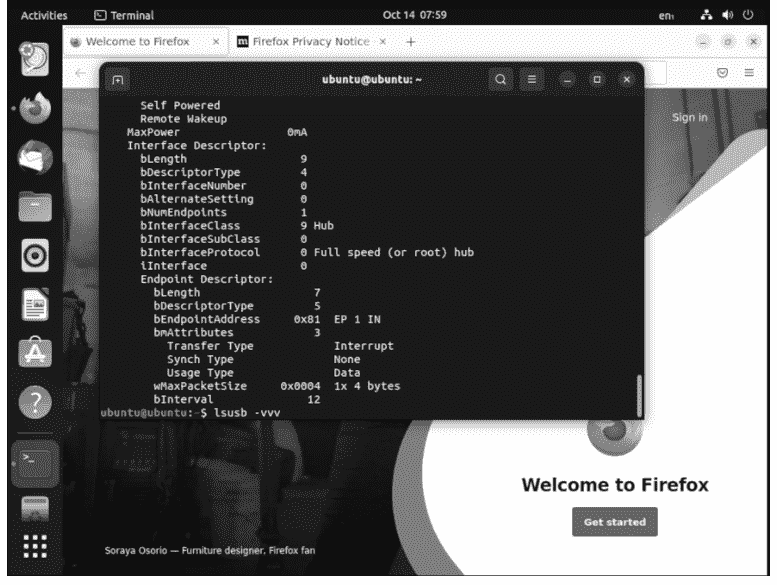 Activities
Terminal
Oct 14 07:59
en₁
Welcome to Firefox ×
m Firefox Privacy Notice × +
ubuntu@ubuntu: ~
Sign in
Self Powered
Remote Wakeup
MaxPower 0mA
Interface Descriptor:
bLength 9
bDescriptorType 4
bInterfaceNumber 0
bAlternateSetting 0
bNumEndpoints 1
bInterfaceClass 9 Hub
bInterfaceSubClass 0
bInterfaceProtocol 0 Full speed (or root) hub
iInterface 0
Endpoint Descriptor:
bLength 7
bDescriptorType 5
bEndpointAddress 0x81 EP 1 IN
bmAttributes 3
Transfer Type Interrupt
Synch Type None
Usage Type Data
wMaxPacketSize 0x0004 1x 4 bytes
bInterval 12
ubuntu@ubuntu:~$ lsusb -vvv
Welcome to Firefox
Get started
Soraya Osorio — Furniture designer, Firefox fan